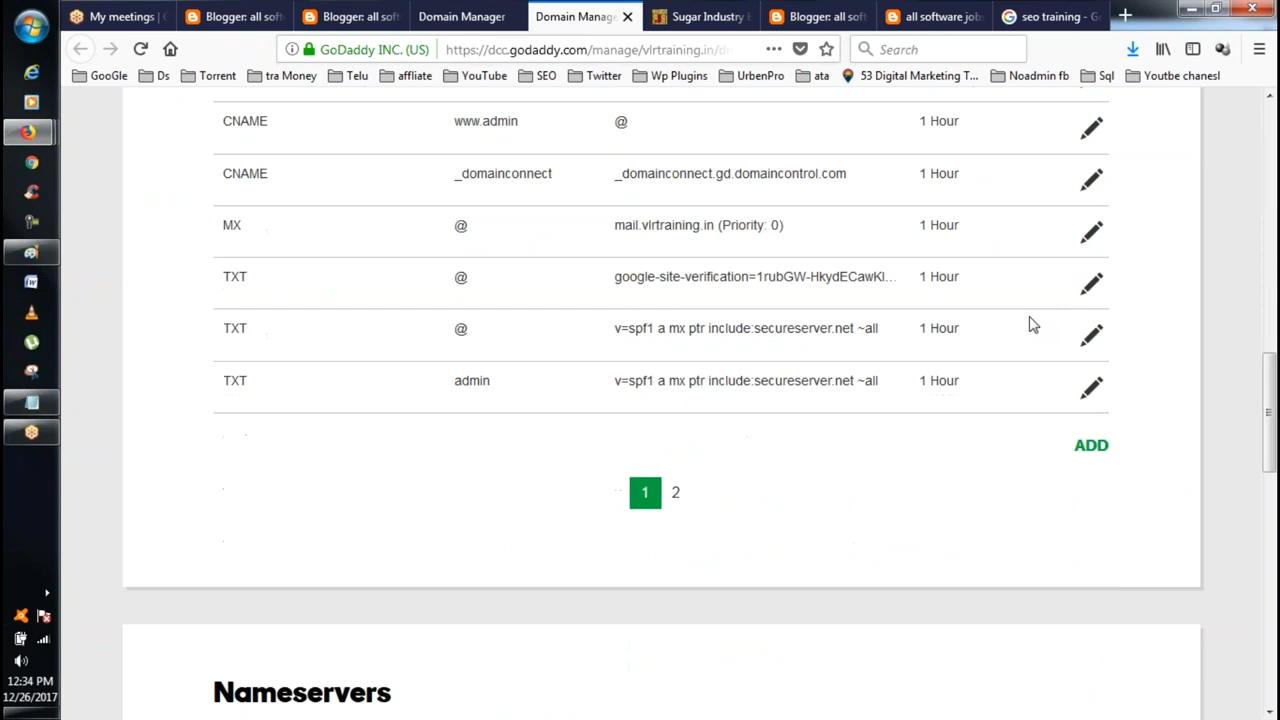 My meetings |
Blogger: all soft
Blogger: all soft
Domain Manager
Domain Manag
Sugar Industry
Blogger: all soft
all software job
seo training - Go
GoDaddy INC. (US)
https://dcc.godaddy.com/manage/vlrtraining.in/d
Search
GooGle
Ds
Torrent
tra Money
Telu
affliate
YouTube
SEO
Twitter
Wp Plugins
UrbenPro
ata
53 Digital Marketing T...
Noadmin fb
Sql
Youtbe chanesl
CNAME www.admin @ 1 Hour
CNAME _domainconnect _domainconnect.gd.domaincontrol.com 1 Hour
MX @ mail.vlrtraining.in (Priority: 0) 1 Hour
TXT @ google-site-verification=1rubGW-HkydECawKl... 1 Hour
TXT @ v=spf1 a mx ptr include:secureserver.net ~all 1 Hour
TXT admin v=spf1 a mx ptr include:secureserver.net ~all 1 Hour
ADD
1 2
Nameservers
12:34 PM
12/26/2017